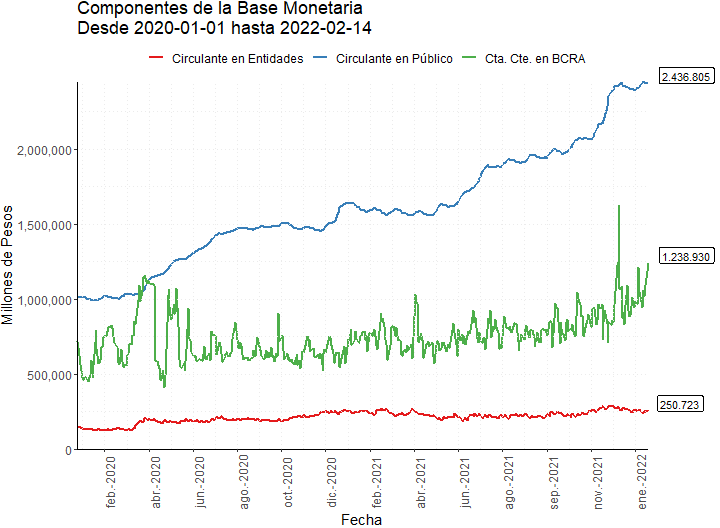 Componentes de la Base Monetaria
Desde 2020-01-01 hasta 2022-02-14
Circulante en Entidades Circulante en Público Cta. Cte. en BCRA
2.436.805
2,000,000
1,500,000
1.238.930
1,000,000
500,000
250.723
0
Millones de Pesos
feb.-2020 abr.-2020 jun.-2020 ago.-2020 oct.-2020 dic.-2020 feb.-2021 abr.-2021 jun.-2021 ago.-2021 sep.-2021 nov.-2021 ene.-2022
Fecha